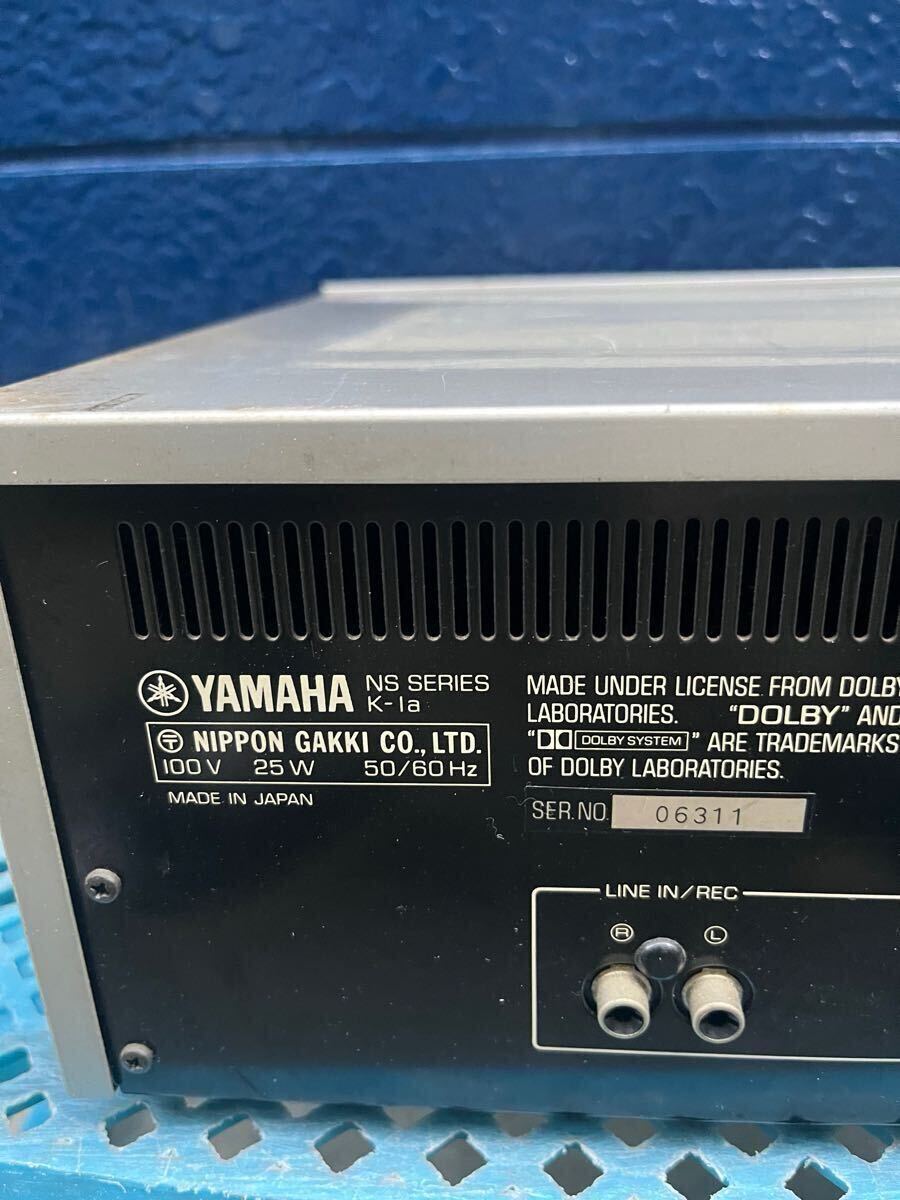 YAMAHA NS SERIES
K-1a
〒 NIPPON GAKKI CO., LTD.
100V 25W 50/60Hz
MADE IN JAPAN
MADE UNDER LICENSE FROM DOLBY
LABORATORIES. "DOLBY" AND
"DOLBY SYSTEM" ARE TRADEMARKS
OF DOLBY LABORATORIES.
SER. NO. 06311
LINE IN/REC
R L